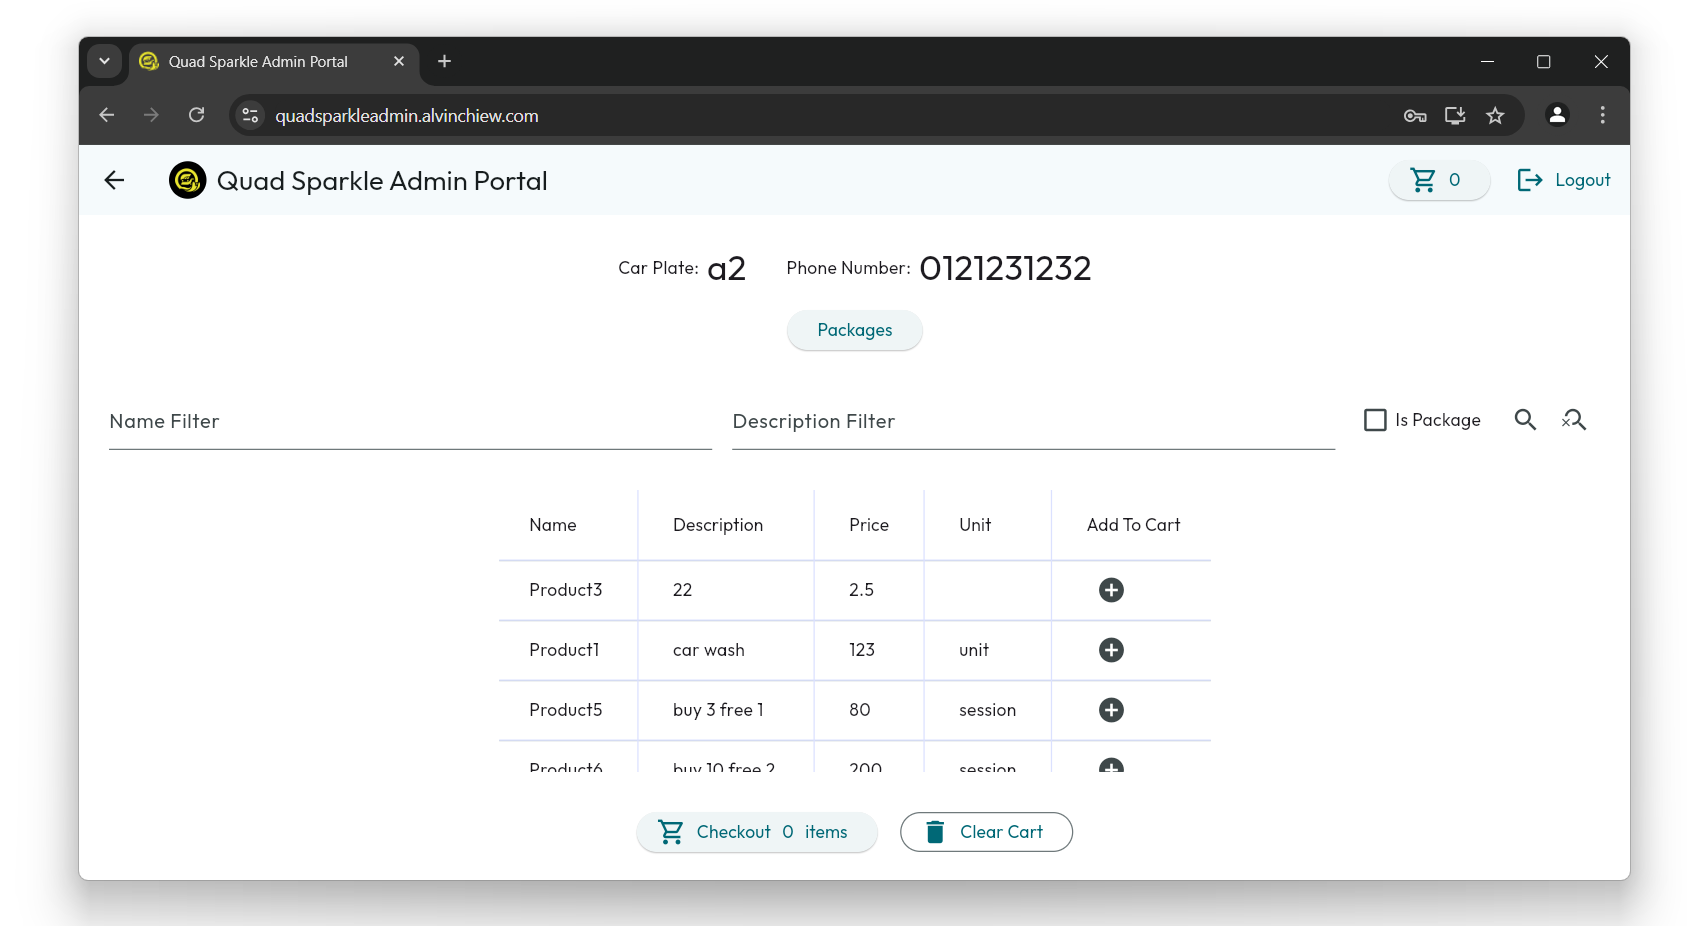 Quad Sparkle Admin Portal
quadsparkleadmin.alvinchiew.com
Quad Sparkle Admin Portal
0
Logout
Car Plate: a2 Phone Number: 0121231232
Packages
Name Filter Description Filter Is Package
Name Description Price Unit Add To Cart
Product3 22 2.5
Product1 car wash 123 unit
Product5 buy 3 free 1 80 session
Product6 buy 10 free 2 200 session
Checkout 0 items Clear Cart